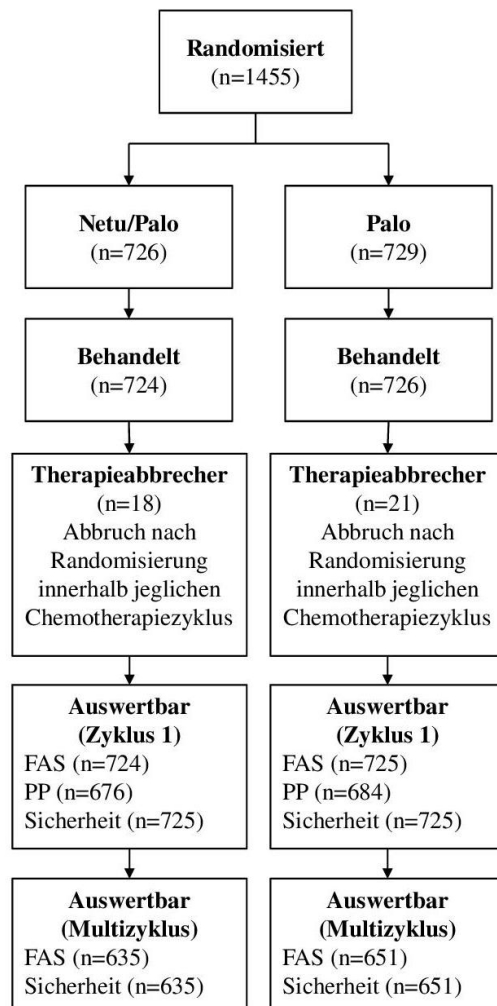 Randomisiert
(n=1455)
Netu/Palo
(n=726)
Palo
(n=729)
Behandelt
(n=724)
Behandelt
(n=726)
Therapieabbrecher
(n=18)
Abbruch nach
Randomisierung
innerhalb jeglichen
Chemotherapiezyklus
Therapieabbrecher
(n=21)
Abbruch nach
Randomisierung
innerhalb jeglichen
Chemotherapiezyklus
Auswertbar
(Zyklus 1)
FAS (n=724)
PP (n=676)
Sicherheit (n=725)
Auswertbar
(Zyklus 1)
FAS (n=725)
PP (n=684)
Sicherheit (n=725)
Auswertbar
(Multizyklus)
FAS (n=635)
Sicherheit (n=635)
Auswertbar
(Multizyklus)
FAS (n=651)
Sicherheit (n=651)